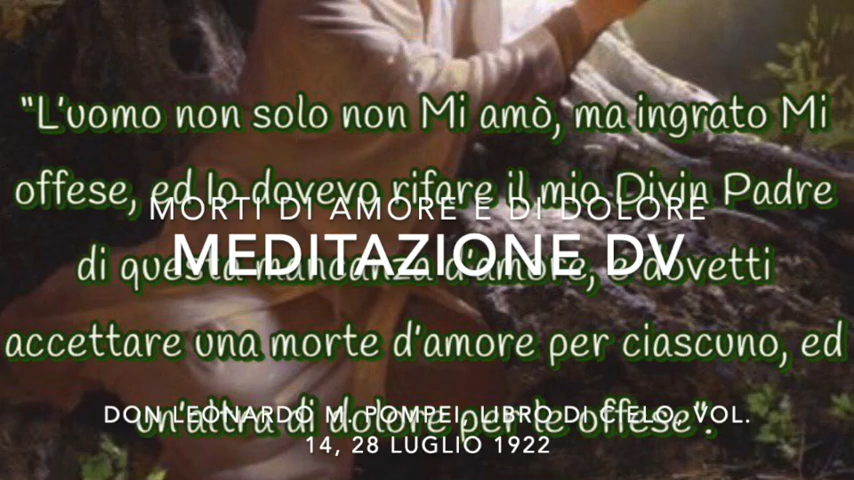 "L'uomo non solo non Mi amò, ma ingrato Mi
offese, ed Io dovevo rifare il mio Divin Padre
MORTI DI AMORE E DI DOLORE
MEDITAZIONE DV
di questa mancanza d'amore, e dovetti
accettare una morte d'amore per ciascuno, ed
un'altra di dolore per le offese".
DON LEONARDO M. POMPEI, LIBRO DI CIELO, VOL.
14, 28 LUGLIO 1922